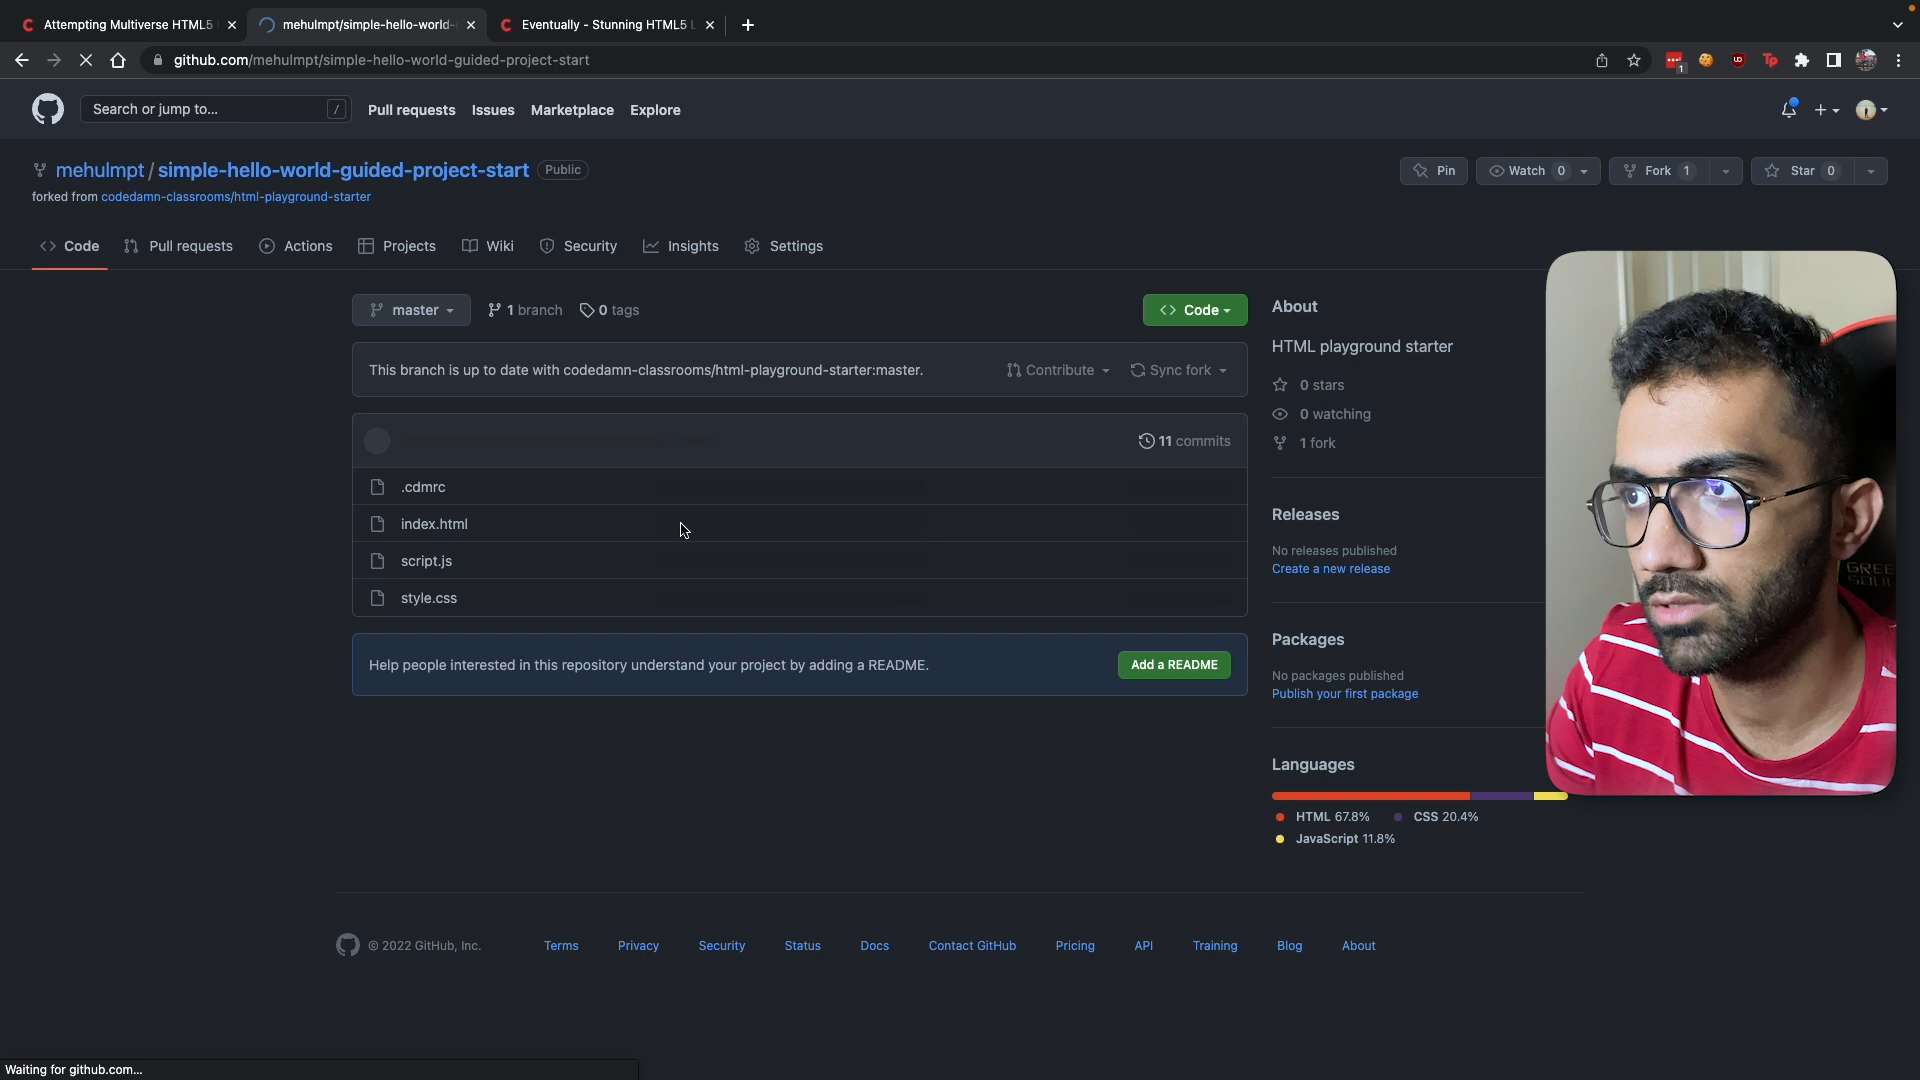 Attempting Multiverse HTML5
mehulmpt/simple-hello-world-
Eventually - Stunning HTML5 L
github.com/mehulmpt/simple-hello-world-guided-project-start
1
UD
Tp
Search or jump to...
/
Pull requests
Issues
Marketplace
Explore
mehulmpt / simple-hello-world-guided-project-start
Public
Pin
Watch 0
Fork 1
Star 0
forked from codedamn-classrooms/html-playground-starter
Code
Pull requests
Actions
Projects
Wiki
Security
Insights
Settings
master
1 branch
0 tags
Code
This branch is up to date with codedamn-classrooms/html-playground-starter:master.
Contribute
Sync fork
11 commits
.cdmrc
index.html
script.js
style.css
Help people interested in this repository understand your project by adding a README.
Add a README
About
HTML playground starter
0 stars
0 watching
1 fork
Releases
No releases published
Create a new release
Packages
No packages published
Publish your first package
Languages
HTML 67.8%
CSS 20.4%
JavaScript 11.8%
GREE
SOUL
© 2022 GitHub, Inc.
Terms
Privacy
Security
Status
Docs
Contact GitHub
Pricing
API
Training
Blog
About
Waiting for github.com...